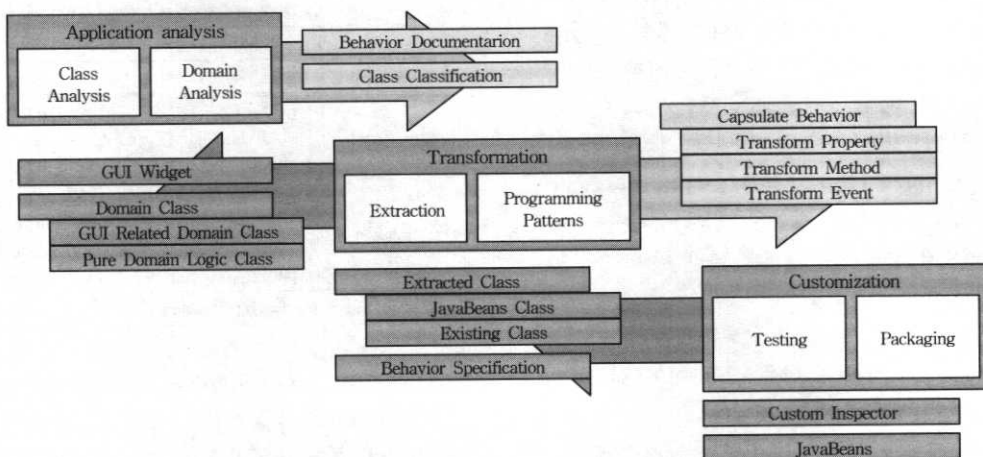 Application analysis
Class
Analysis
Domain
Analysis
Behavior Documentarion
Class Classification
Capsulate Behavior
Transform Property
Transform Method
Transform Event
Transformation
Extraction
Programming
Patterns
GUI Widget
Domain Class
GUI Related Domain Class
Pure Domain Logic Class
Extracted Class
JavaBeans Class
Existing Class
Behavior Specification
Customization
Testing
Packaging
Custom Inspector
JavaBeans